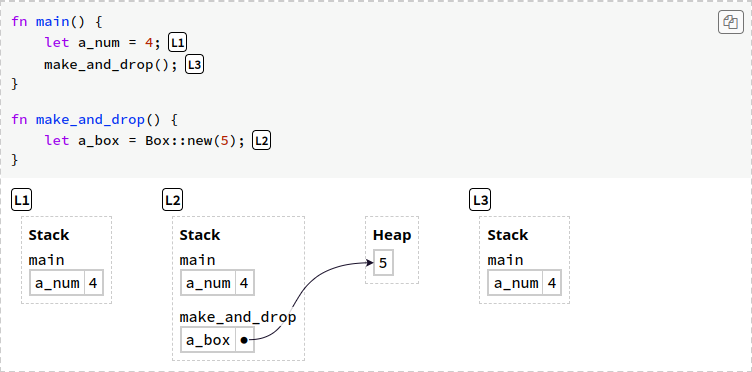 fn main() {
    let a_num = 4; L1
    make_and_drop(); L3
}
fn make_and_drop() {
    let a_box = Box::new(5); L2
}
L1 L2 L3
Stack Stack Heap Stack
main main 5 main
a_num 4 a_num 4 a_num 4
make_and_drop
a_box